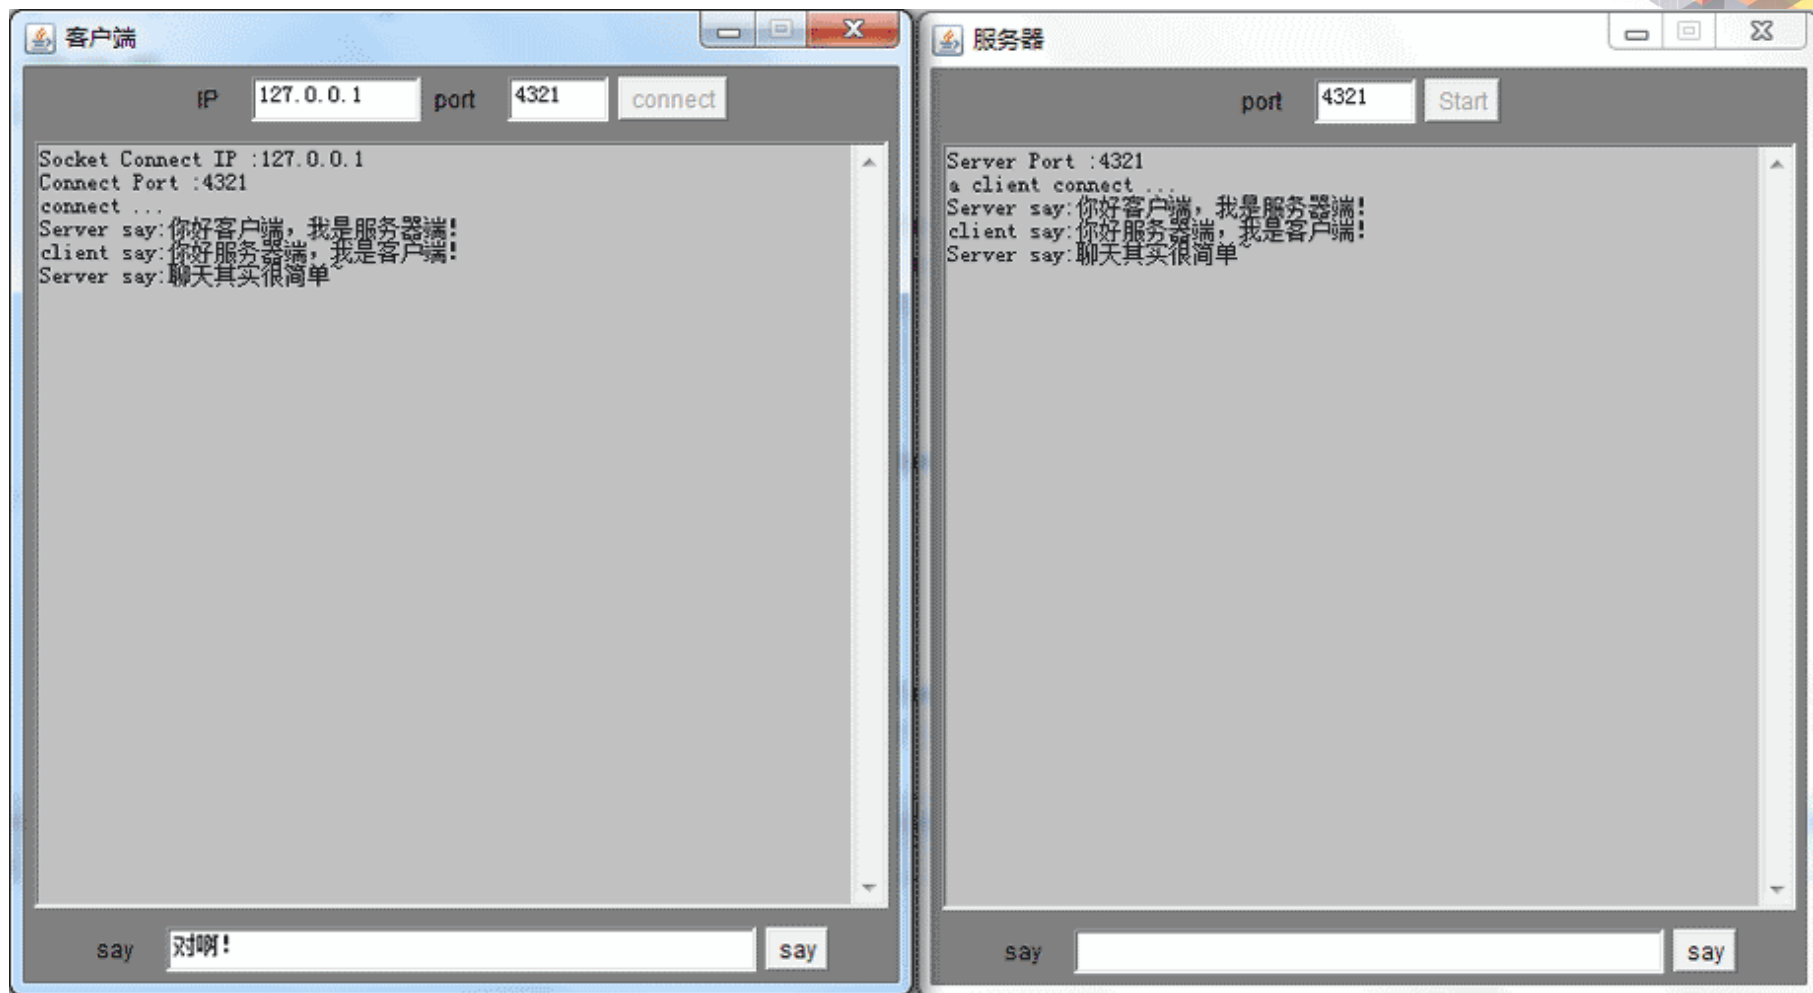 客户端
IP 127.0.0.1 port 4321 connect
Socket Connect IP :127.0.0.1
Connect Port :4321
connect ...
Server say:你好客户端，我是服务器端!
client say:你好服务器端，我是客户端!
Server say:聊天其实很简单~
say 对啊! say
服务器
port 4321 Start
Server Port :4321
a client connect ...
Server say:你好客户端，我是服务器端!
client say:你好服务器端，我是客户端!
Server say:聊天其实很简单~
say say